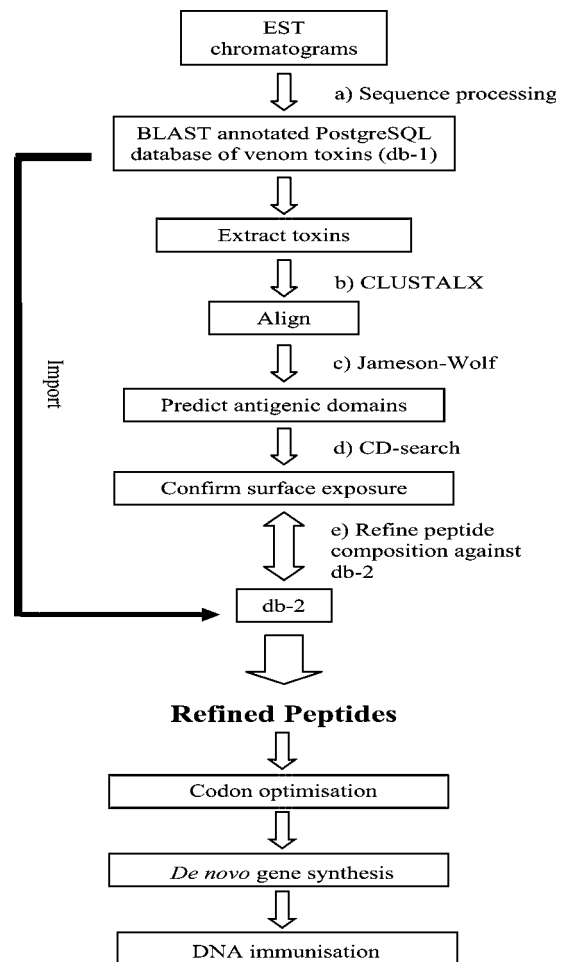 EST
chromatograms
a) Sequence processing
BLAST annotated PostgreSQL
database of venom toxins (db-1)
Extract toxins
b) CLUSTALX
Align
c) Jameson-Wolf
Predict antigenic domains
d) CD-search
Confirm surface exposure
e) Refine peptide
composition against
db-2
db-2
Import
Refined Peptides
Codon optimisation
De novo gene synthesis
DNA immunisation